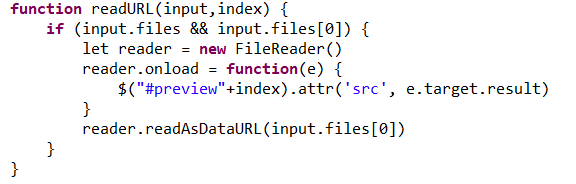 function readURL(input,index) {
    if (input.files && input.files[0]) {
        let reader = new FileReader()
        reader.onload = function(e) {
            $("#preview"+index).attr('src', e.target.result)
        }
        reader.readAsDataURL(input.files[0])
    }
}